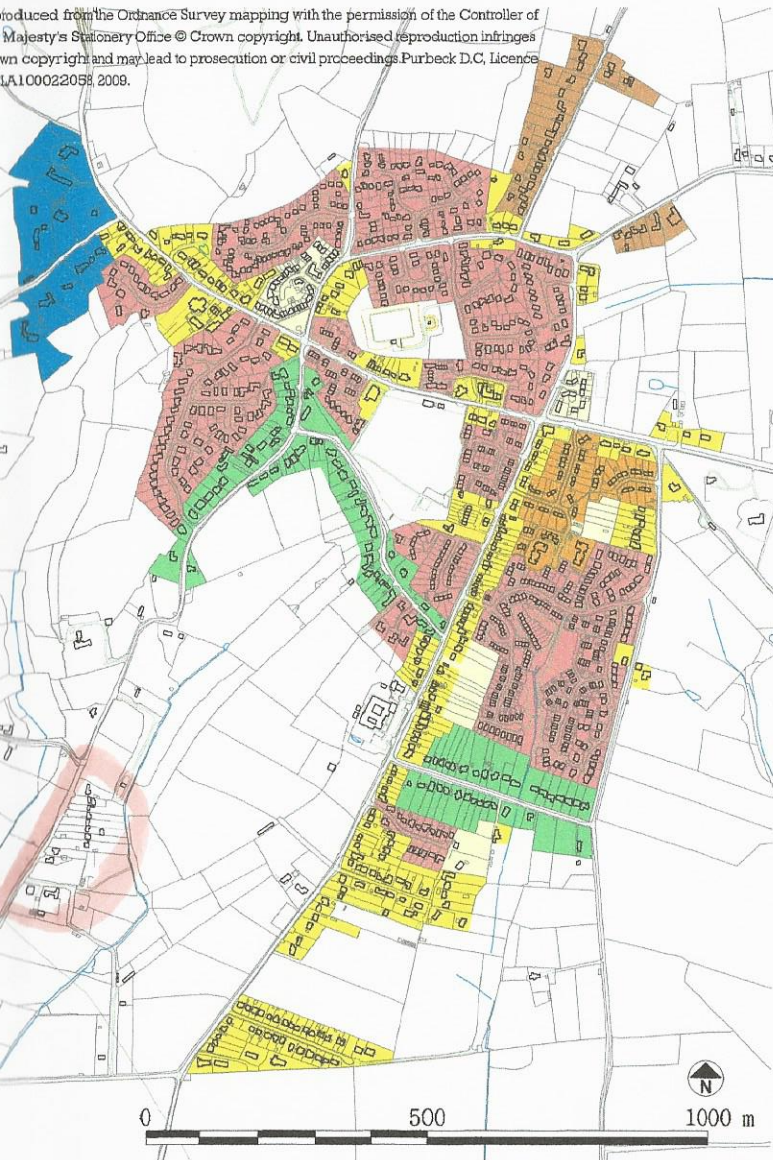 produced from the Ordnance Survey mapping with the permission of the Controller of
Majesty's Stationery Office © Crown copyright. Unauthorised reproduction infringes
wn copyright and may lead to prosecution or civil proceedings.Purbeck D.C, Licence
LA100022058, 2009.
N
0 500 1000 m